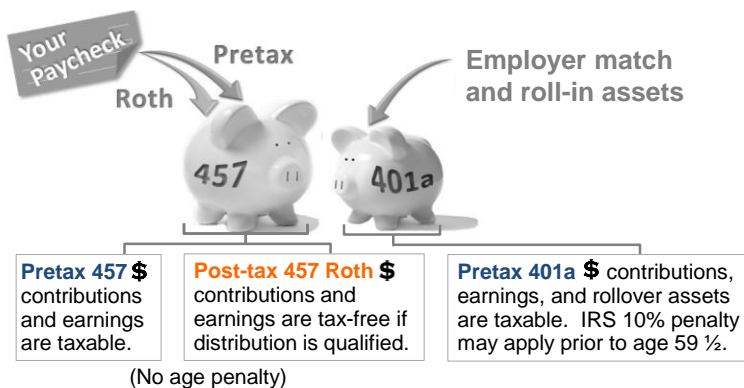 Your
Paycheck
Pretax
Roth
Employer match
and roll-in assets
457
401a
Pretax 457 $
contributions
and earnings
are taxable.
Post-tax 457 Roth $
contributions and
earnings are tax-free if
distribution is qualified.
Pretax 401a $ contributions,
earnings, and rollover assets
are taxable. IRS 10% penalty
may apply prior to age 59 ½.
(No age penalty)